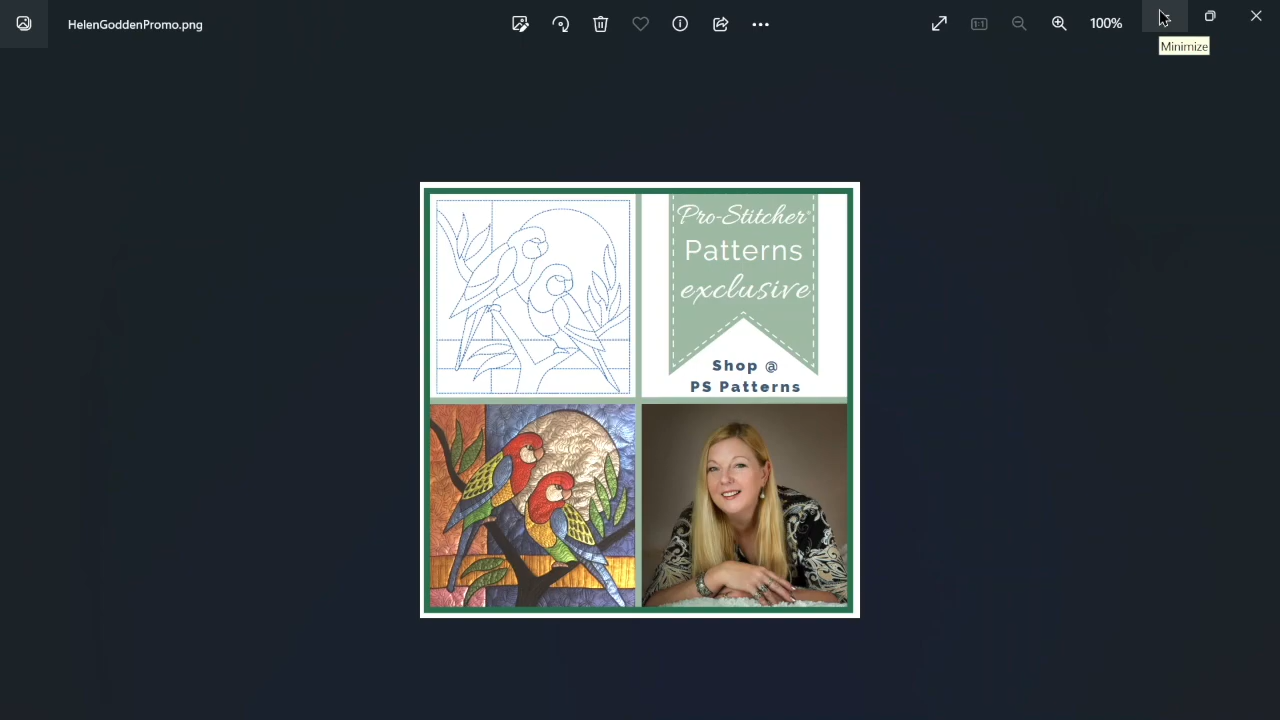 HelenGoddenPromo.png
100%
Minimize
Pro-Stitcher®
Patterns
exclusive
Shop @
PS Patterns